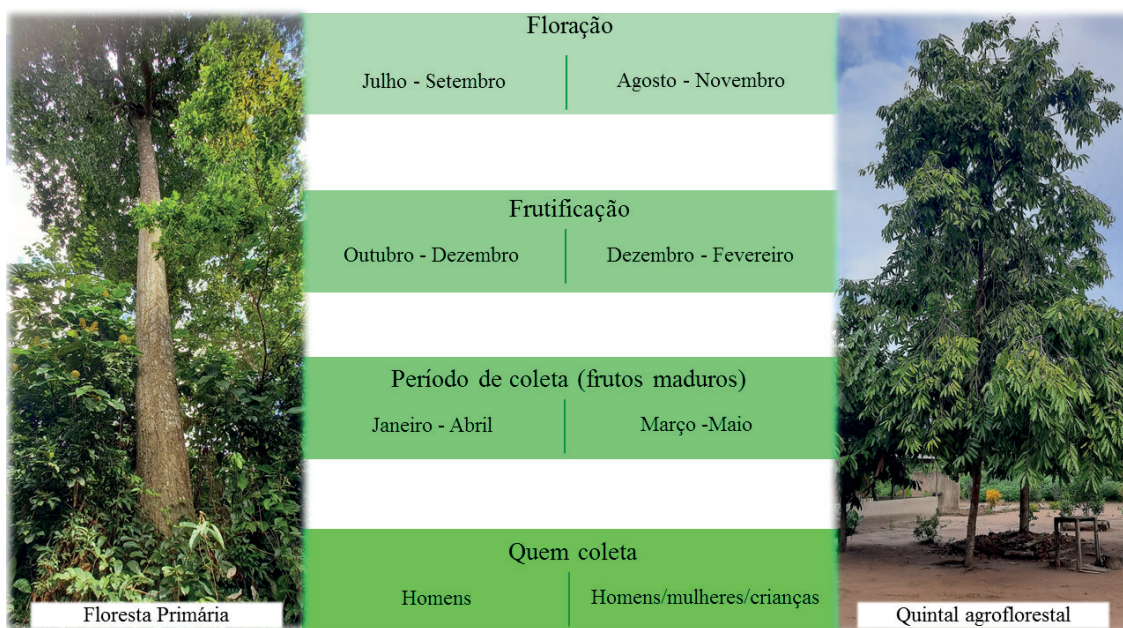 Floração
Julho - Setembro
Agosto - Novembro
Frutificação
Outubro - Dezembro
Dezembro - Fevereiro
Período de coleta (frutos maduros)
Janeiro - Abril
Março -Maio
Quem coleta
Homens
Homens/mulheres/crianças
Floresta Primária
Quintal agroflorestal